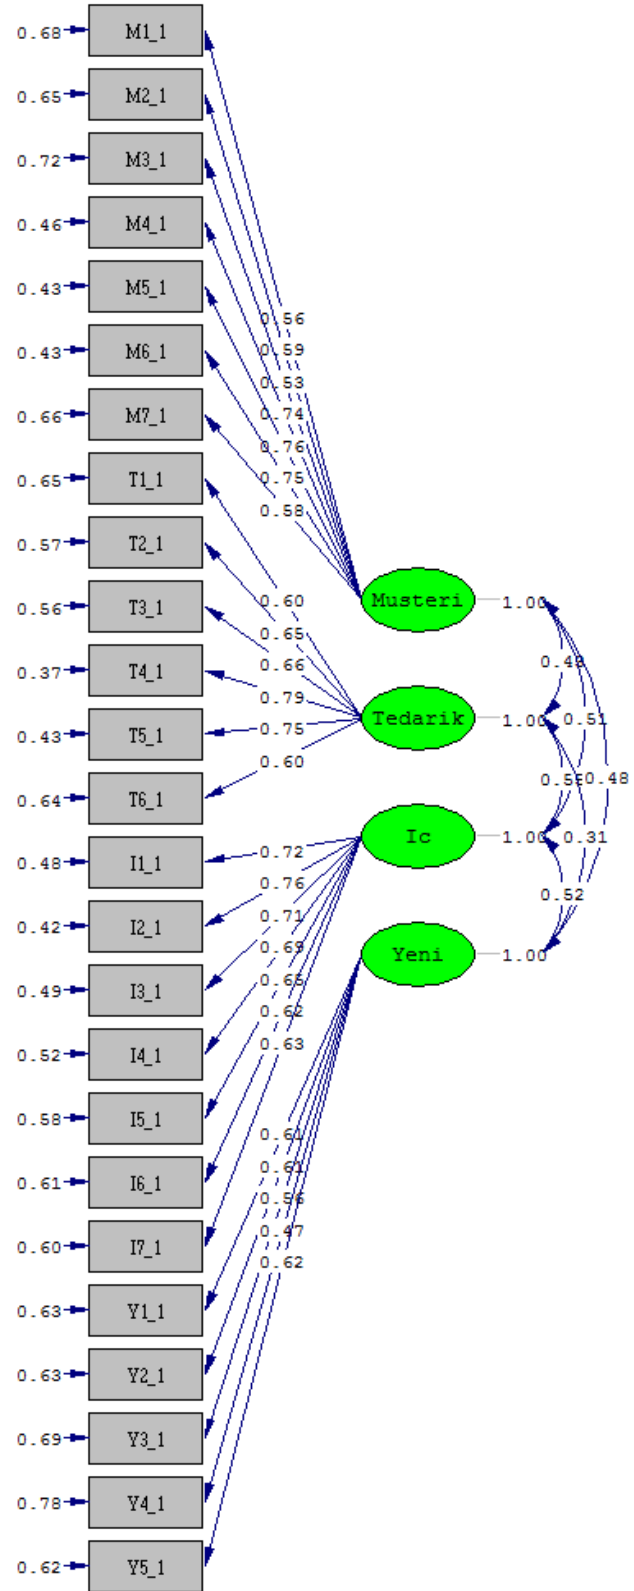 0.68 M1_1
0.65 M2_1
0.72 M3_1
0.46 M4_1
0.43 M5_1
0.56
0.59
0.43 M6_1
0.53
0.74
0.66 M7_1
0.76
0.75
0.65 T1_1
0.58
0.57 T2_1
0.56 T3_1
0.60
Musteri 1.00
0.65
0.37 T4_1
0.66
0.79
0.43 T5_1
0.75
Tedarik 1.00
0.51
0.60
0.64 T6_1
0.48
0.48 I1_1
0.72
Ic 1.00
0.31
0.76
0.42 I2_1
0.71
0.52
0.69
0.49 I3_1
Yeni 1.00
0.62
0.52 I4_1
0.63
0.58 I5_1
0.61
0.61 I6_1
0.61
0.56
0.60 I7_1
0.47
0.62
0.63 Y1_1
0.63 Y2_1
0.69 Y3_1
0.78 Y4_1
0.62 Y5_1